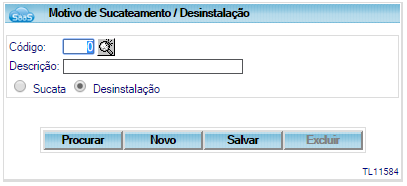 SaaS Motivo de Sucateamento / Desinstalação
Código: 0
Descrição:
Sucata Desinstalação
Procurar Novo Salvar Excluir
TL11584